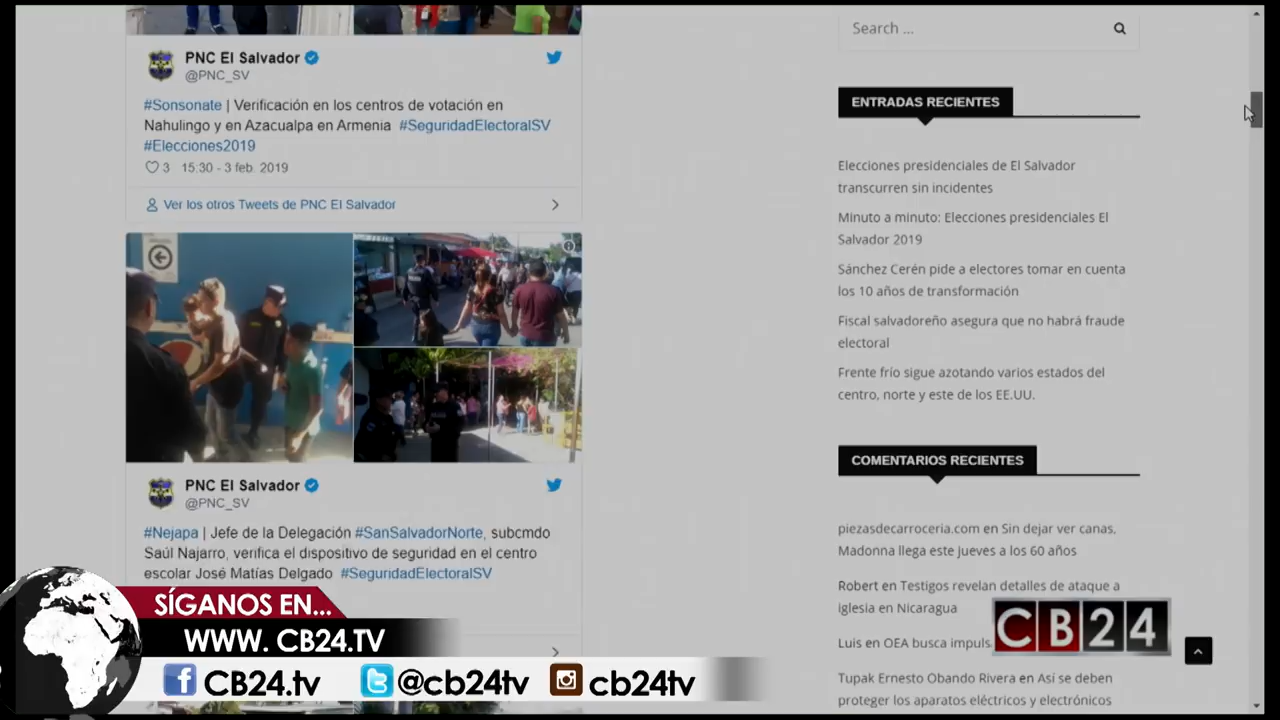 PNC El Salvador
@PNC_SV
#Sonsonate | Verificación en los centros de votación en
Nahulingo y en Azacualpa en Armenia #SeguridadElectoralSV
#Elecciones2019
3 15:30 - 3 feb. 2019
Ver los otros Tweets de PNC El Salvador
PNC El Salvador
@PNC_SV
#Nejapa | Jefe de la Delegación #SanSalvadorNorte, subcmdo
Saúl Najarro, verifica el dispositivo de seguridad en el centro
escolar José Matías Delgado #SeguridadElectoralSV
Search ...
ENTRADAS RECIENTES
Elecciones presidenciales de El Salvador
transcurren sin incidentes
Minuto a minuto: Elecciones presidenciales El
Salvador 2019
Sánchez Cerén pide a electores tomar en cuenta
los 10 años de transformación
Fiscal salvadoreño asegura que no habrá fraude
electoral
Frente frío sigue azotando varios estados del
centro, norte y este de los EE.UU.
COMENTARIOS RECIENTES
piezasdecarroceria.com en Sin dejar ver canas,
Madonna llega este jueves a los 60 años
Robert en Testigos revelan detalles de ataque a
iglesia en Nicaragua
Luis en OEA busca impuls
Tupak Ernesto Obando Rivera en Así se deben
proteger los aparatos eléctricos y electrónicos
CB24
SÍGANOS EN...
WWW. CB24.TV
CB24.tv @cb24tv cb24tv